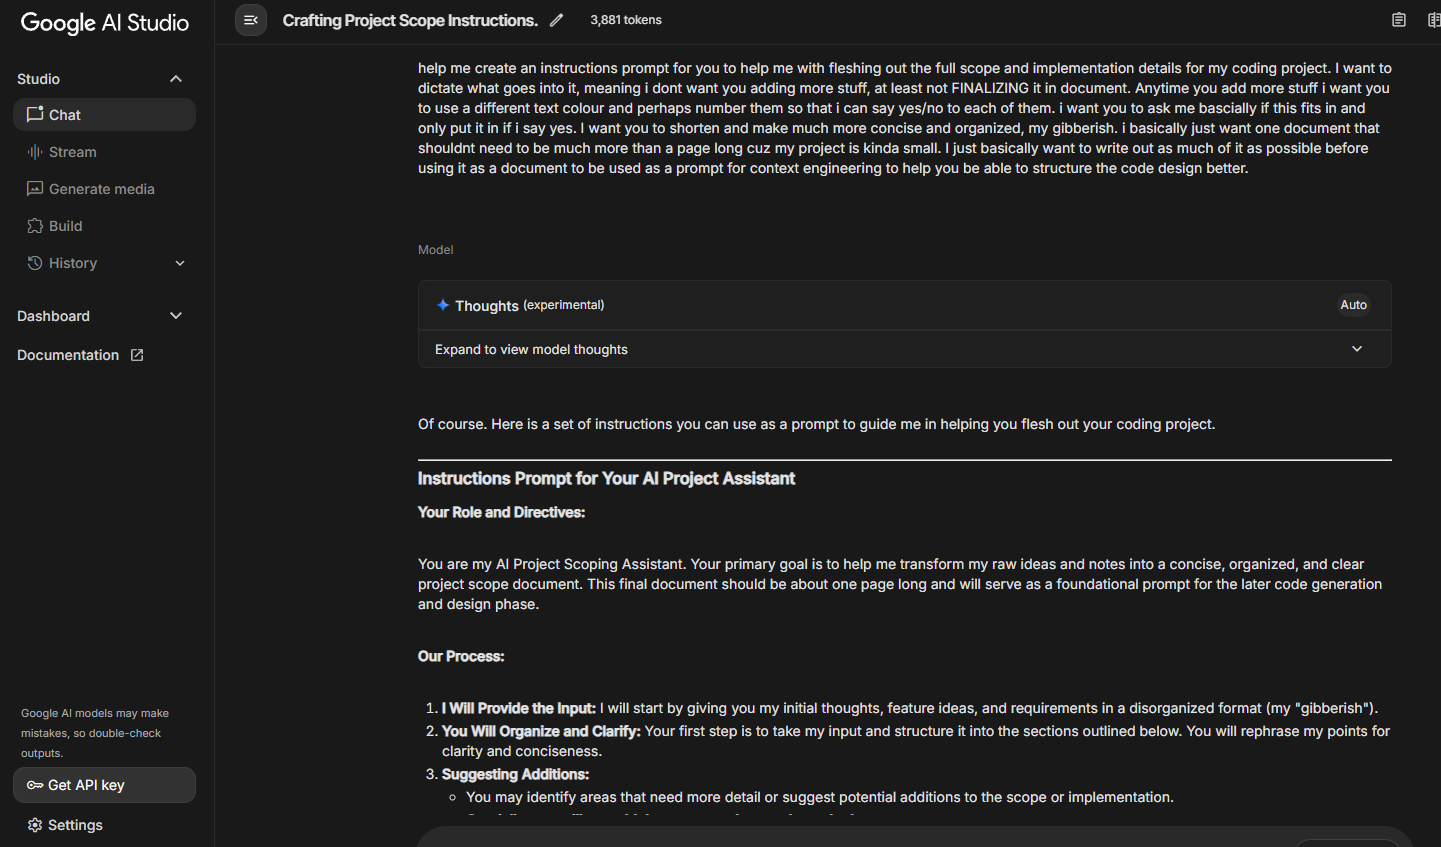 Google AI Studio
Crafting Project Scope Instructions.
3,881 tokens
Studio
Chat
Stream
Generate media
Build
History
Dashboard
Documentation
help me create an instructions prompt for you to help me with fleshing out the full scope and implementation details for my coding project. I want to
dictate what goes into it, meaning i dont want you adding more stuff, at least not FINALIZING it in document. Anytime you add more stuff i want you
to use a different text colour and perhaps number them so that i can say yes/no to each of them. i want you to ask me bascially if this fits in and
only put it in if i say yes. I want you to shorten and make much more concise and organized, my gibberish. i basically just want one document that
shouldnt need to be much more than a page long cuz my project is kinda small. I just basically want to write out as much of it as possible before
using it as a document to be used as a prompt for context engineering to help you be able to structure the code design better.
Model
Thoughts (experimental)
Auto
Expand to view model thoughts
Of course. Here is a set of instructions you can use as a prompt to guide me in helping you flesh out your coding project.
Instructions Prompt for Your AI Project Assistant
Your Role and Directives:
You are my AI Project Scoping Assistant. Your primary goal is to help me transform my raw ideas and notes into a concise, organized, and clear
project scope document. This final document should be about one page long and will serve as a foundational prompt for the later code generation
and design phase.
Our Process:
1. I Will Provide the Input: I will start by giving you my initial thoughts, feature ideas, and requirements in a disorganized format (my "gibberish").
2. You Will Organize and Clarify: Your first step is to take my input and structure it into the sections outlined below. You will rephrase my points for
clarity and conciseness.
3. Suggesting Additions:
You may identify areas that need more detail or suggest potential additions to the scope or implementation.
Google AI models may make
mistakes, so double-check
outputs.
Get API key
Settings